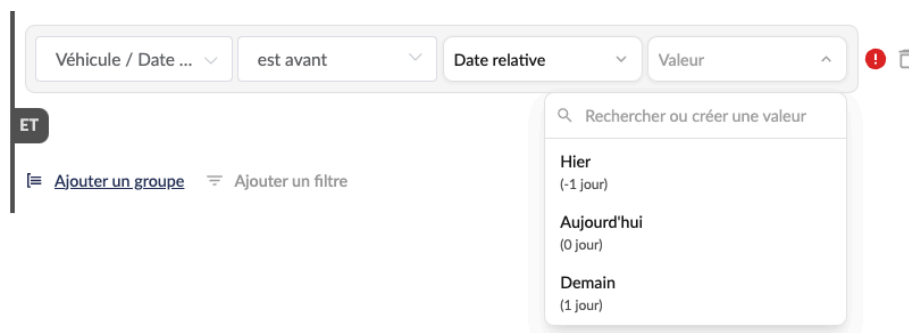 Véhicule / Date ... est avant Date relative Valeur
Rechercher ou créer une valeur
ET
Hier
(-1 jour)
Ajouter un groupe Ajouter un filtre
Aujourd'hui
(0 jour)
Demain
(1 jour)